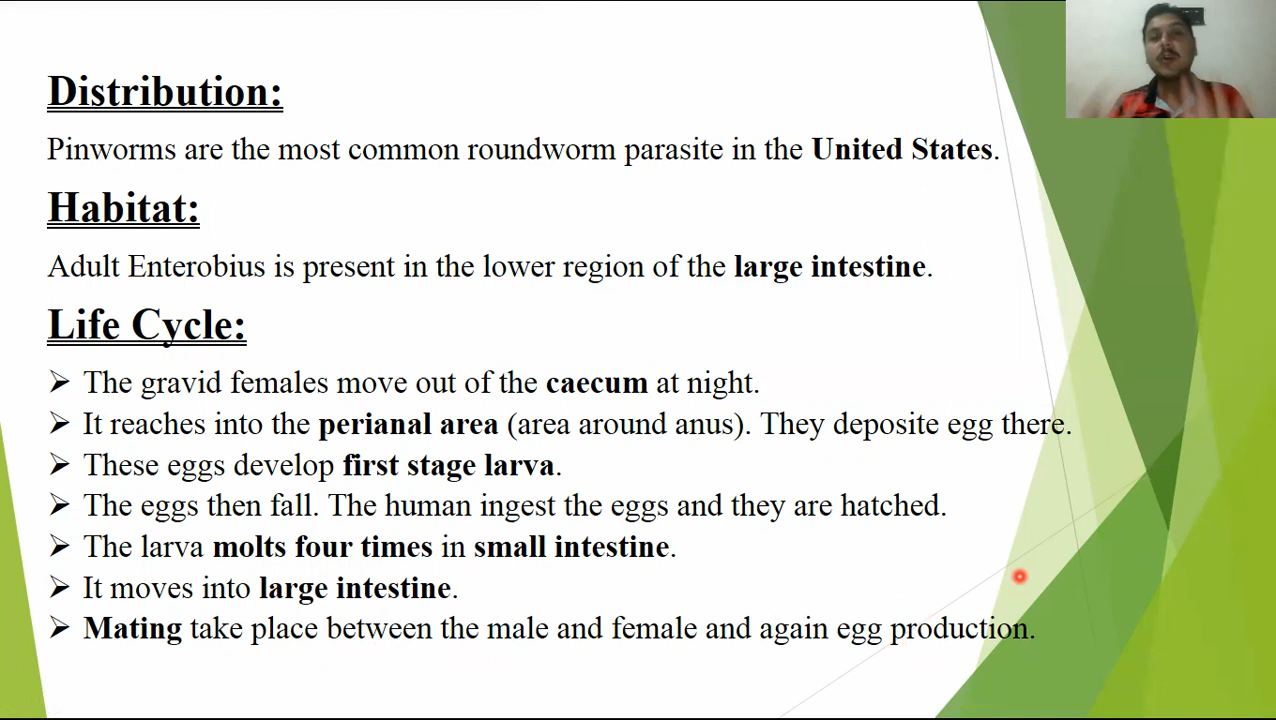 Distribution:
Pinworms are the most common roundworm parasite in the United States.
Habitat:
Adult Enterobius is present in the lower region of the large intestine.
Life Cycle:
➢ The gravid females move out of the caecum at night.
➢ It reaches into the perianal area (area around anus). They deposite egg there.
➢ These eggs develop first stage larva.
➢ The eggs then fall. The human ingest the eggs and they are hatched.
➢ The larva molts four times in small intestine.
➢ It moves into large intestine.
➢ Mating take place between the male and female and again egg production.